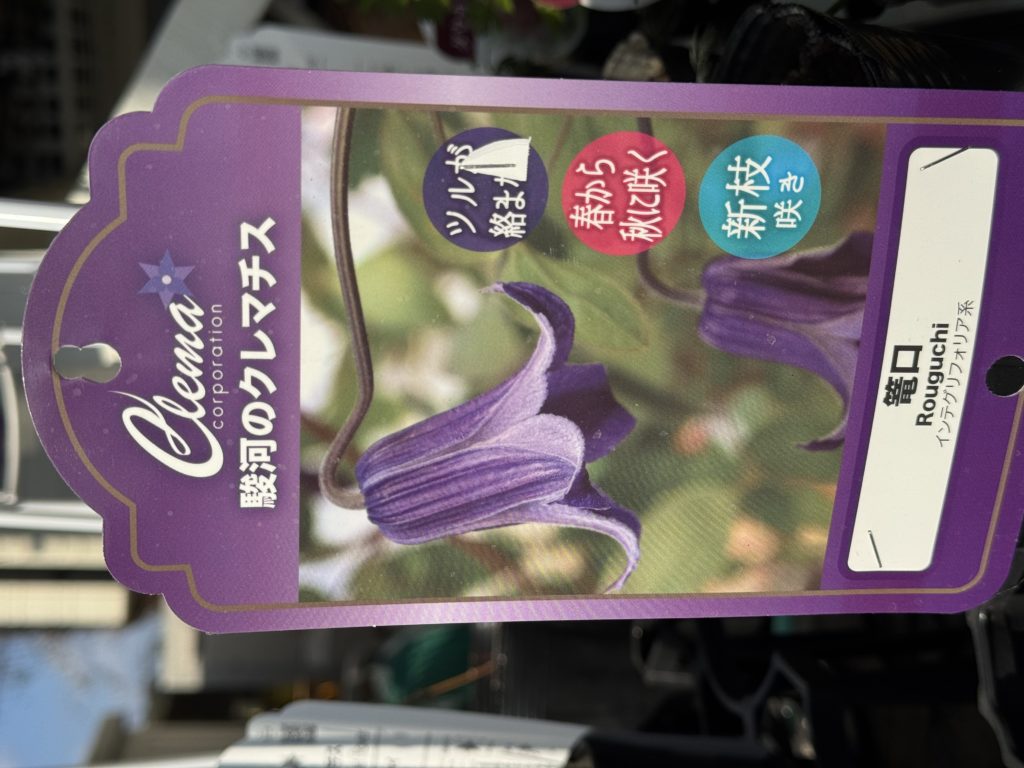 Clema
corporation
駿河のクレマチス
ツルが
絡ま
春から
秋に咲く
新枝
咲き
篭口
Rouguchi
インテグリフォリア系